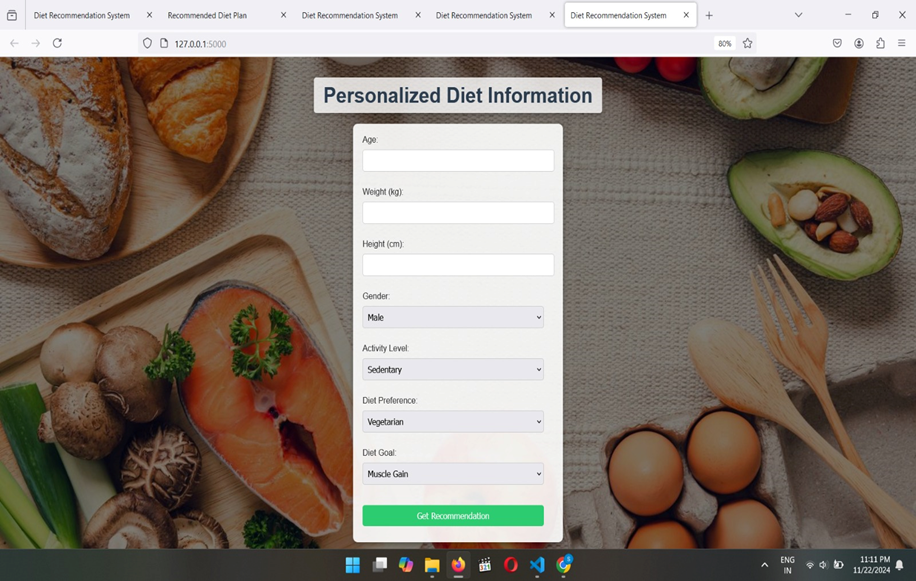 Diet Recommendation System
Recommended Diet Plan
Diet Recommendation System
Diet Recommendation System
Diet Recommendation System
127.0.0.1:5000
80%
Personalized Diet Information
Age:
Weight (kg):
Height (cm):
Gender:
Male
Activity Level:
Sedentary
Diet Preference:
Vegetarian
Diet Goal:
Muscle Gain
Get Recommendation
ENG
IN
11:11 PM
11/22/2024